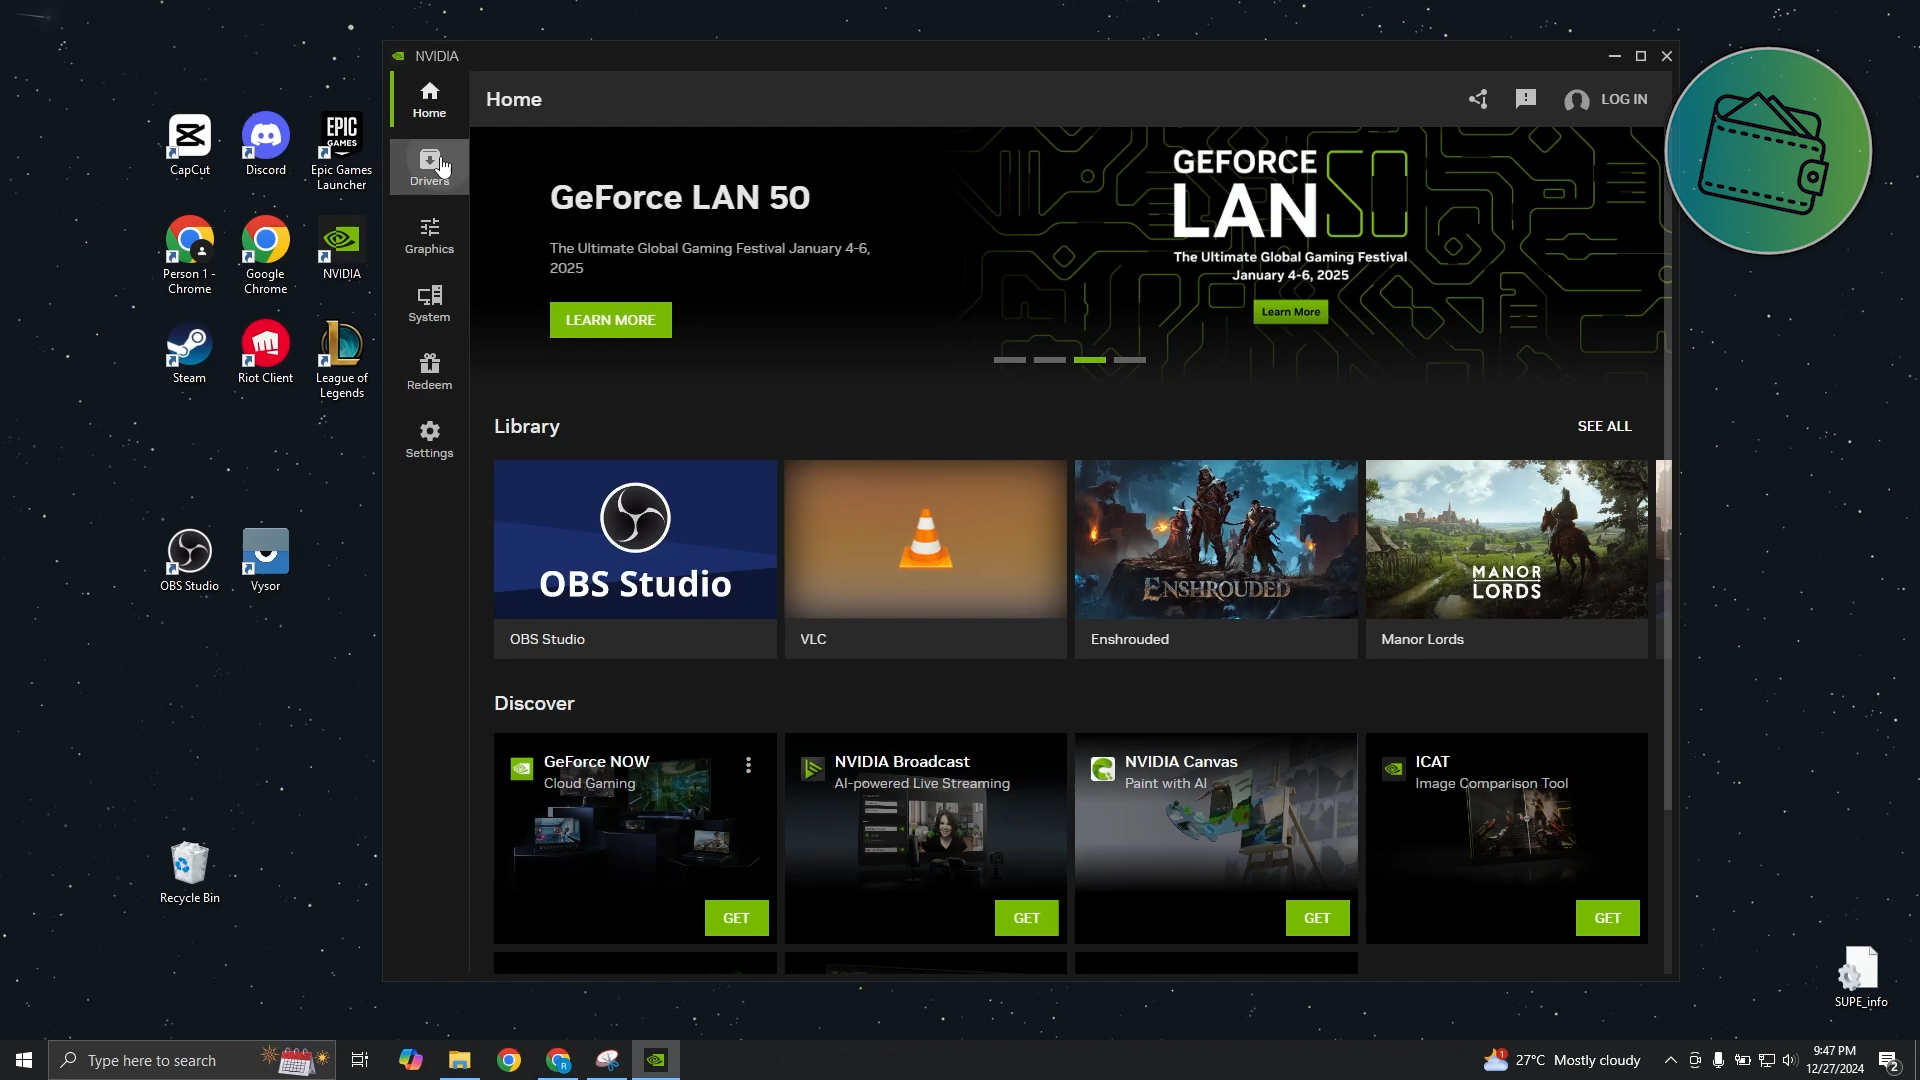 NVIDIA
Home
LOG IN
Home
Drivers
Graphics
System
Redeem
Settings
GeForce LAN 50
The Ultimate Global Gaming Festival January 4-6,
2025
LEARN MORE
GEFORCE
LAN 50
The Ultimate Global Gaming Festival
January 4-6, 2025
Learn More
Library
SEE ALL
OBS Studio
ENSHROUDED
MANOR
LORDS
OBS Studio
VLC
Enshrouded
Manor Lords
Discover
GeForce NOW
Cloud Gaming
NVIDIA Broadcast
AI-powered Live Streaming
NVIDIA Canvas
Paint with AI
ICAT
Image Comparison Tool
GET
GET
GET
GET
CapCut
Discord
EPIC
GAMES
Epic Games
Launcher
Person 1 -
Chrome
Google
Chrome
NVIDIA
Steam
Riot Client
League of
Legends
OBS Studio
Vysor
Recycle Bin
SUPE_info
Type here to search
R
1
27°C Mostly cloudy
9:47 PM
12/27/2024
2